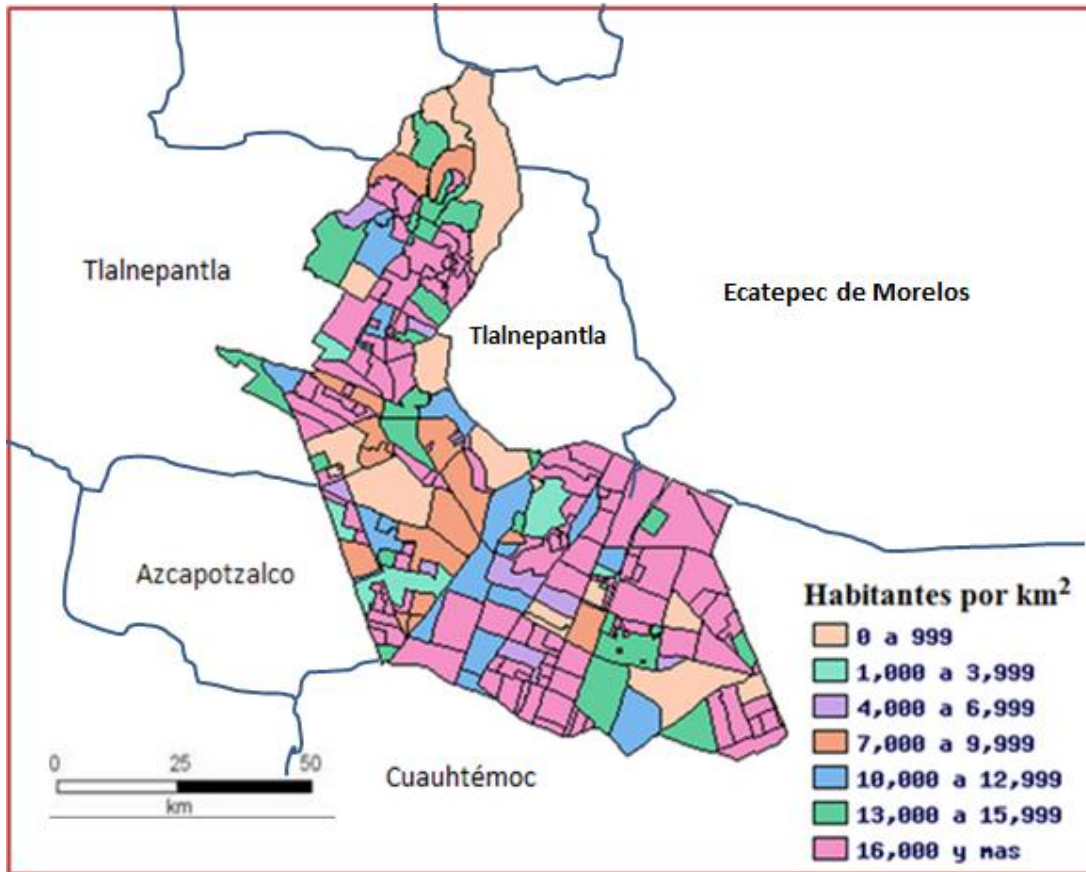 Tlalnepantla
Ecatepec de Morelos
Tlalnepantla
Azcapotzalco
Cuauhtémoc
0 25 50
km
Habitantes por km²
0 a 999
1,000 a 3,999
4,000 a 6,999
7,000 a 9,999
10,000 a 12,999
13,000 a 15,999
16,000 y mas